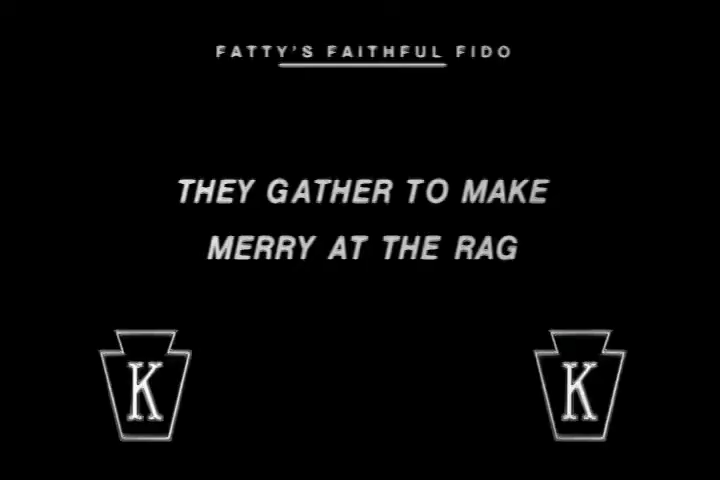 FATTY'S FAITHFUL FIDO
THEY GATHER TO MAKE
MERRY AT THE RAG
K K